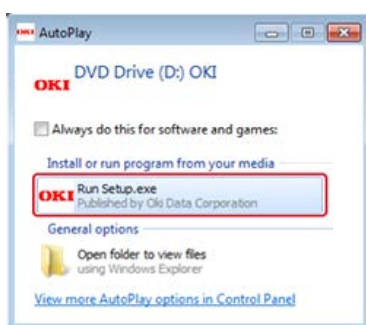 OKI AutoPlay
DVD Drive (D:) OKI
OKI
Always do this for software and games:
Install or run program from your media
OKI Run Setup.exe
Published by Oki Data Corporation
General options
Open folder to view files
using Windows Explorer
View more AutoPlay options in Control Panel